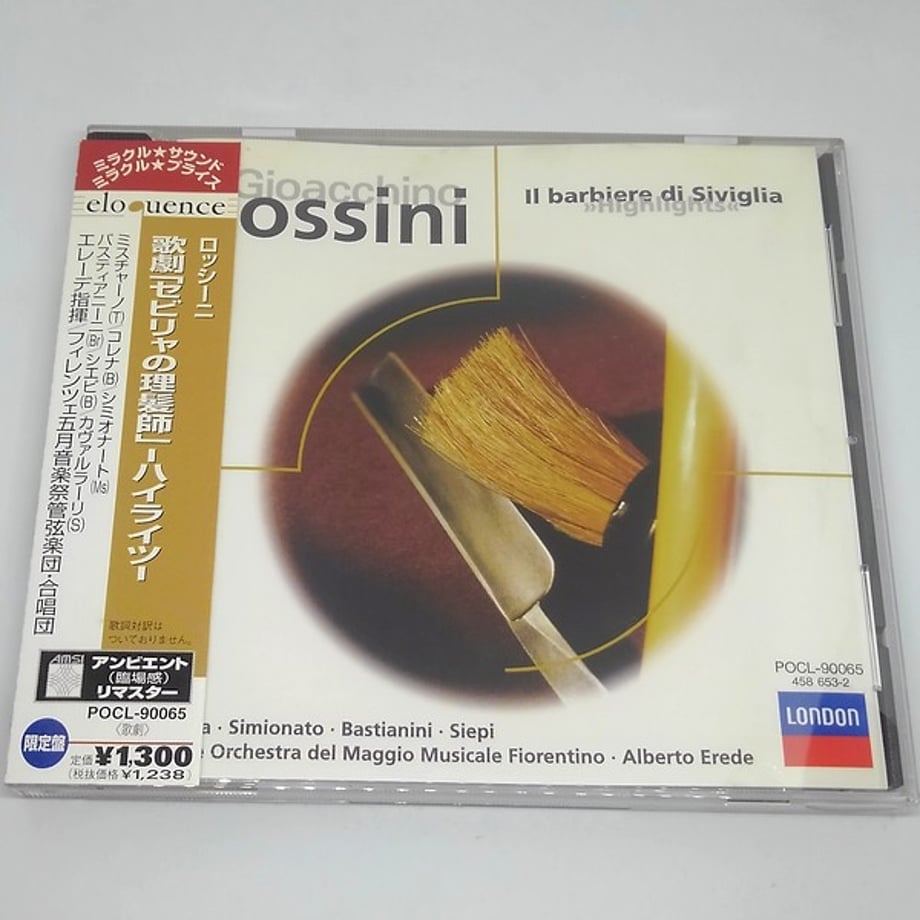 ミラクル★サウンド
ミラクル★プライス
eloquence
ロッシーニ
歌劇「セビリャの理髪師」-ハイライツ-
ミスチャーノ(T)コレナ(B)シミオナート(Ms)
バスティアニーニ(Br)シエピ(B)カヴァルラーリ(S)
エレーデ指揮/フィレンツェ五月音楽祭管弦楽団・合唱団
歌詞対訳は
ついておりません。
AMSI
アンビエント
(臨場感)
リマスター
POCL-90065
〈歌劇〉
限定盤
定価¥1,300
(税抜価格¥1,238)
Gioacchino
ossini
Il barbiere di Siviglia
»Highlights«
POCL-90065
458 653-2
LONDON
a · Simionato · Bastianini · Siepi
e Orchestra del Maggio Musicale Fiorentino · Alberto Erede